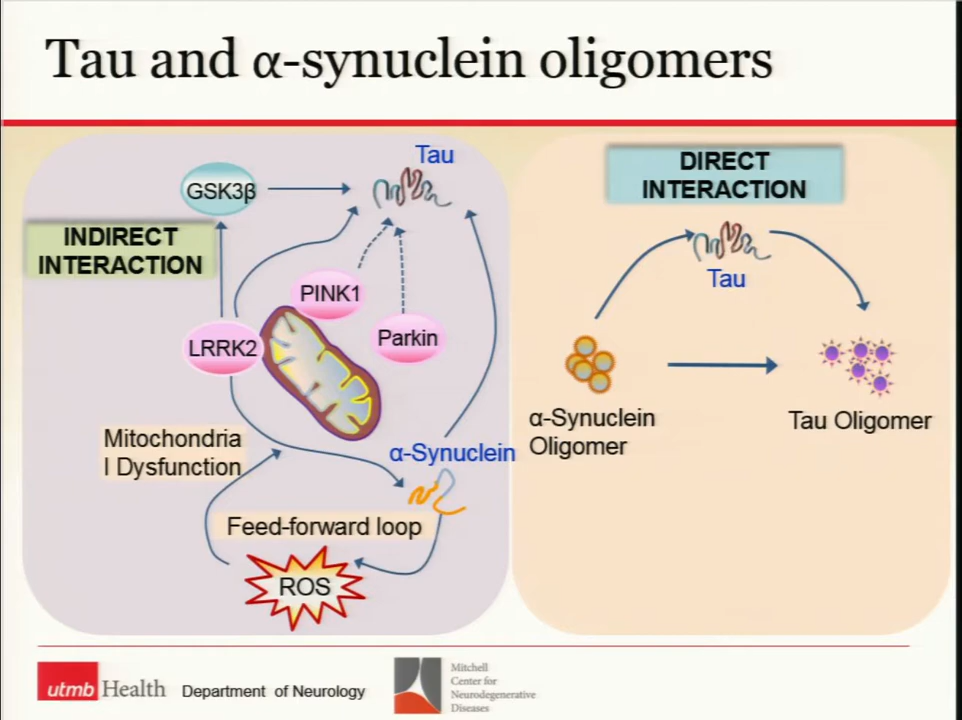 Tau and α-synuclein oligomers
Tau
GSK3β
INDIRECT
INTERACTION
PINK1
LRRK2
Parkin
Mitochondria
l Dysfunction
α-Synuclein
Feed-forward loop
ROS
DIRECT
INTERACTION
Tau
α-Synuclein
Oligomer
Tau Oligomer
utmb Health
Department of Neurology
Mitchell
Center for
Neurodegenerative
Diseases